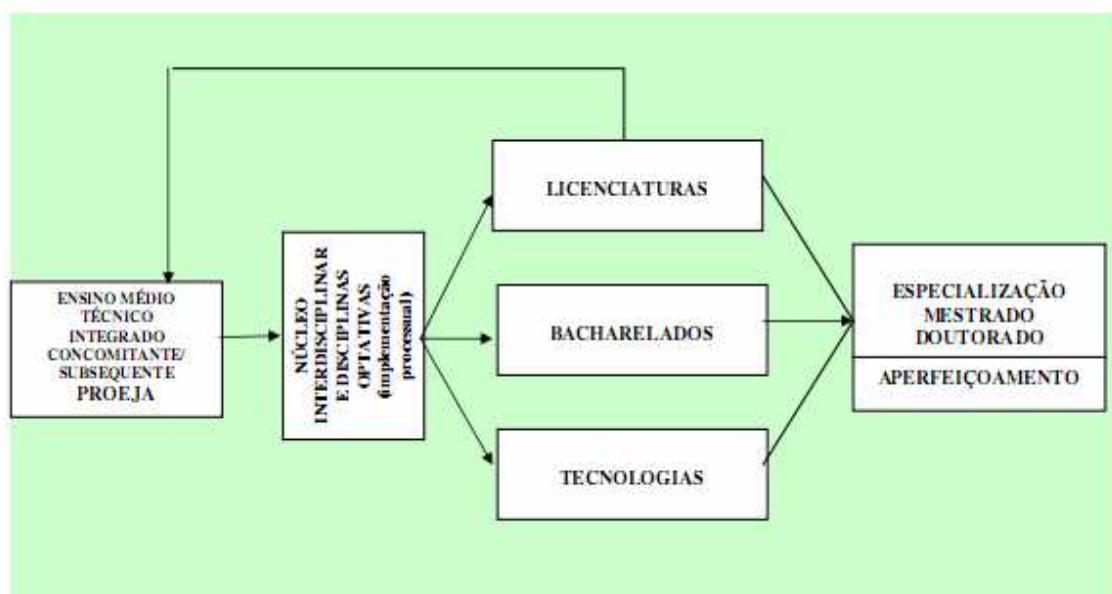 ENSINO MÉDIO
TÉCNICO
INTEGRADO
CONCOMITANTE/
SUBSEQUENTE
PROEJA
NÚCLEO
INTERDISCIPLINAR
E DISCIPLINAS
OPTATIVAS
(implementação
processual)
LICENCIATURAS
BACHARELADOS
TECNOLOGIAS
ESPECIALIZAÇÃO
MESTRADO
DOUTORADO
APERFEIÇOAMENTO